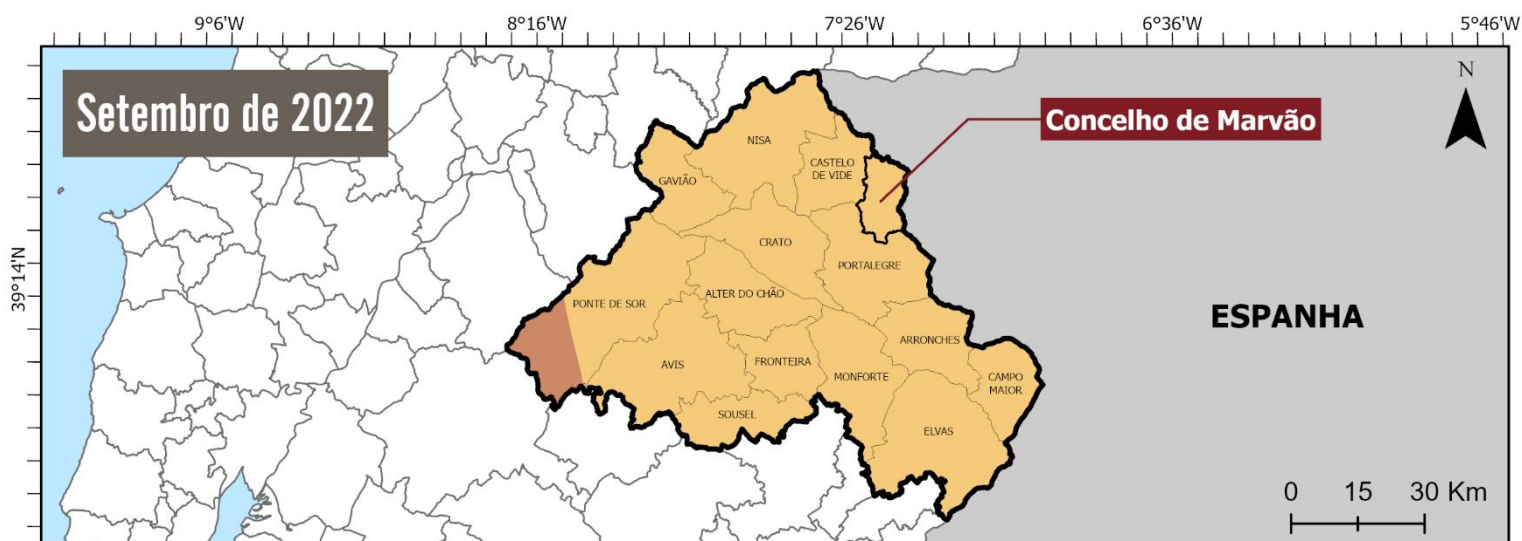 9°6'W
8°16'W
7°26'W
6°36'W
5°46'W
Setembro de 2022
Concelho de Marvão
N
NISA
CASTELO
DE VIDE
GAVIÃO
CRATO
PORTALEGRE
39°14'N
PONTE DE SOR
ALTER DO CHÃO
ESPANHA
ARRONCHES
AVIS
FRONTEIRA
MONFORTE
CAMPO
MAIOR
SOUSEL
ELVAS
0 15 30 Km